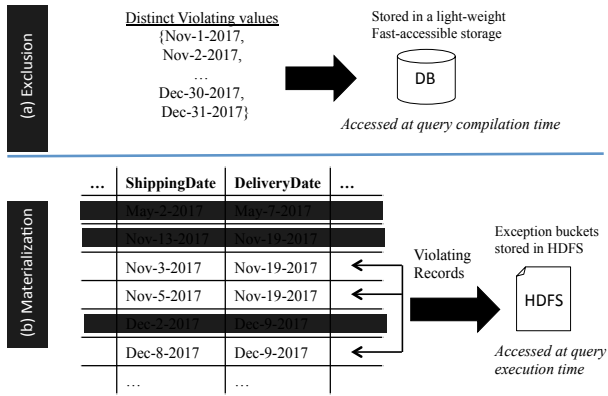 (a) Exclusion
Distinct Violating values
{Nov-1-2017,
Nov-2-2017,
…
Dec-30-2017,
Dec-31-2017}
Stored in a light-weight
Fast-accessible storage
DB
Accessed at query compilation time
(b) Materialization
… ShippingDate DeliveryDate …
May-2-2017 May-7-2017
Nov-13-2017 Nov-19-2017
Nov-3-2017 Nov-19-2017
Nov-5-2017 Nov-19-2017
Dec-2-2017 Dec-9-2017
Dec-8-2017 Dec-9-2017
… …
Violating
Records
Exception buckets
stored in HDFS
HDFS
Accessed at query
execution time